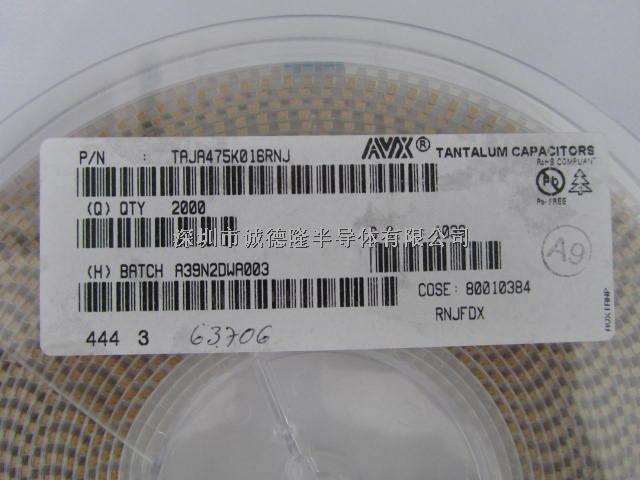 P/N : TAJA475K016RNJ
AVX® TANTALUM CAPACITORS
RoHS COMPLIANT
Pb
Pb-FREE
(Q) QTY 2000
深圳市诚德隆半导体有限公司
A9
(H) BATCH A39N2DWA003
COSE: 80010384
RNJFDX
444 3
63706